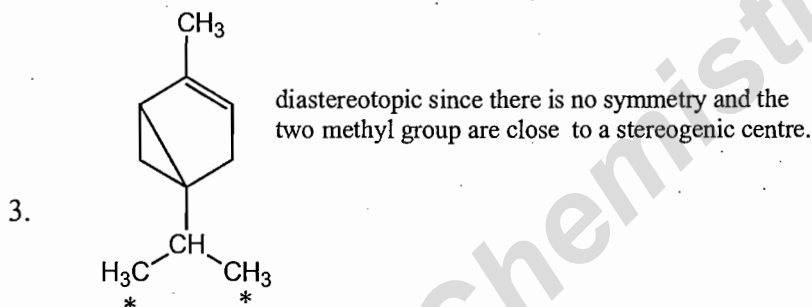 CH3
diastereotopic since there is no symmetry and the
two methyl group are close to a stereogenic centre.
3.
CH
H3C CH3
* *